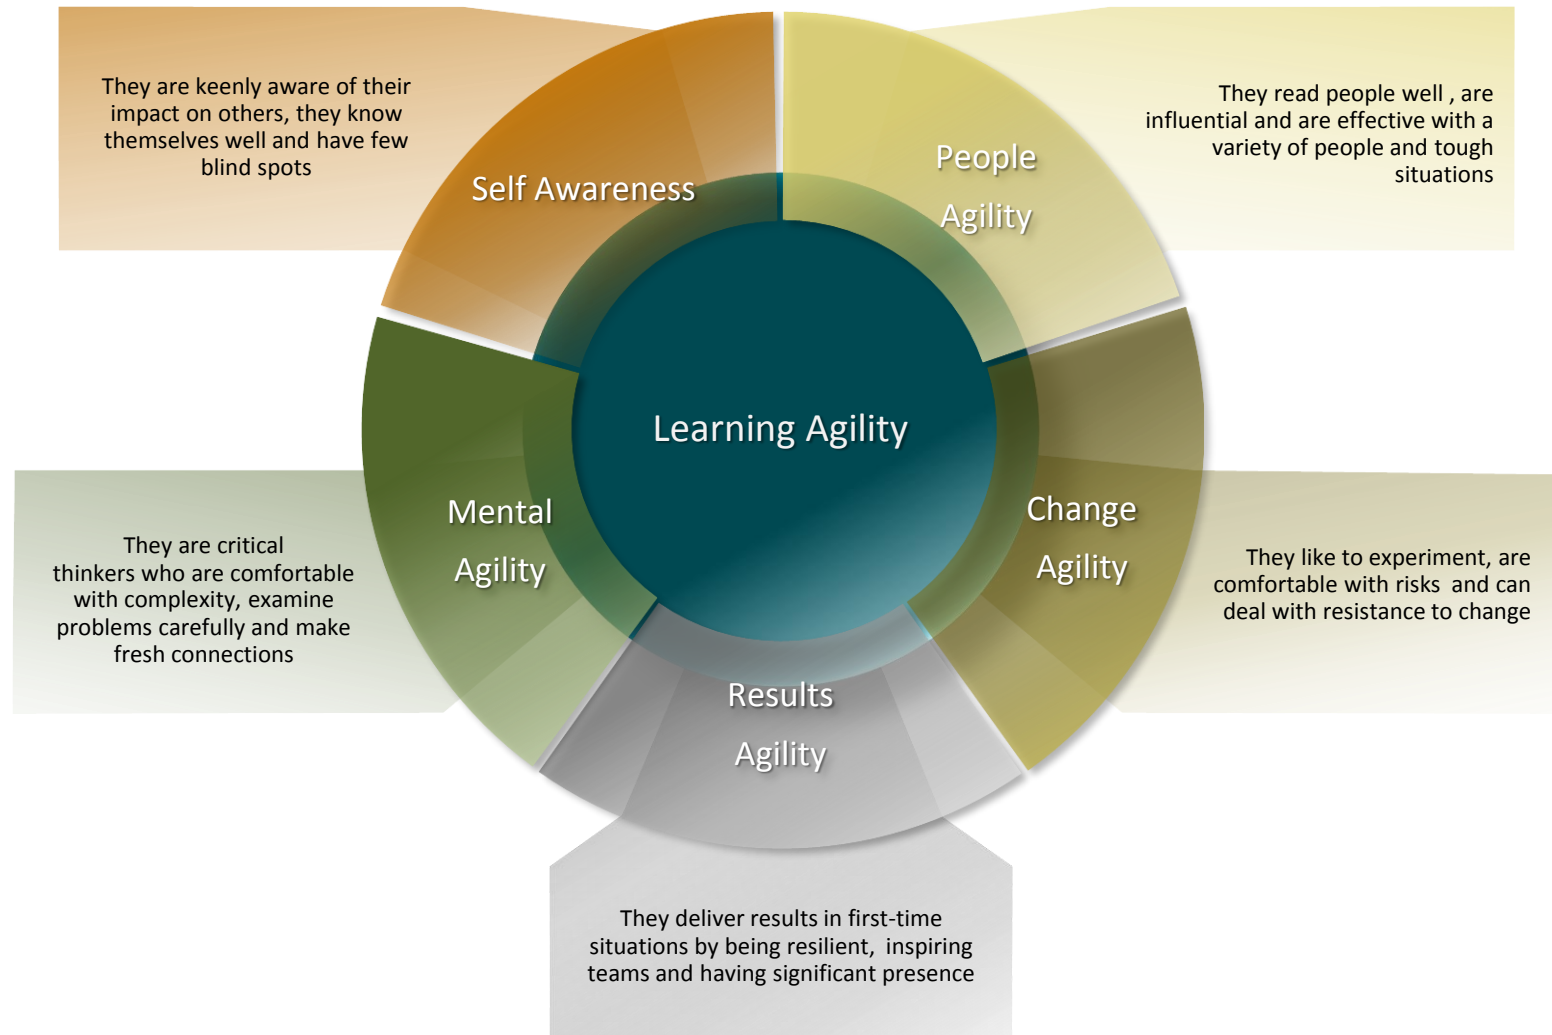 They are keenly aware of their
impact on others, they know
themselves well and have few
blind spots
Self Awareness
People
Agility
They read people well , are
influential and are effective with a
variety of people and tough
situations
Learning Agility
Mental
Agility
They are critical
thinkers who are comfortable
with complexity, examine
problems carefully and make
fresh connections
Change
Agility
They like to experiment, are
comfortable with risks  and can
deal with resistance to change
Results
Agility
They deliver results in first-time
situations by being resilient,  inspiring
teams and having significant presence